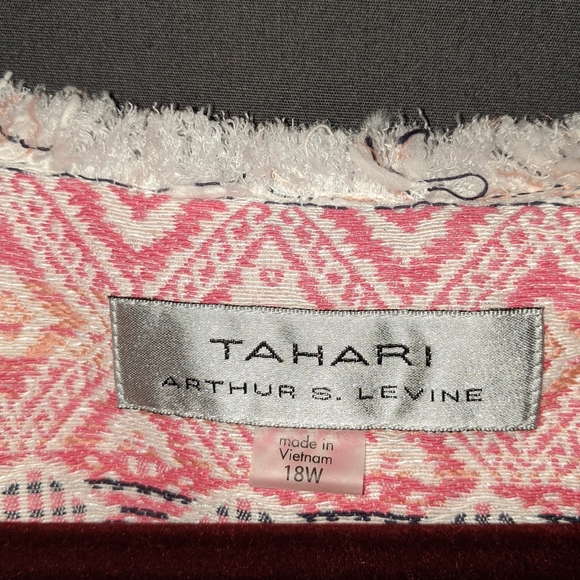 TAHARI
ARTHUR S. LEVINE
made in
Vietnam
18W